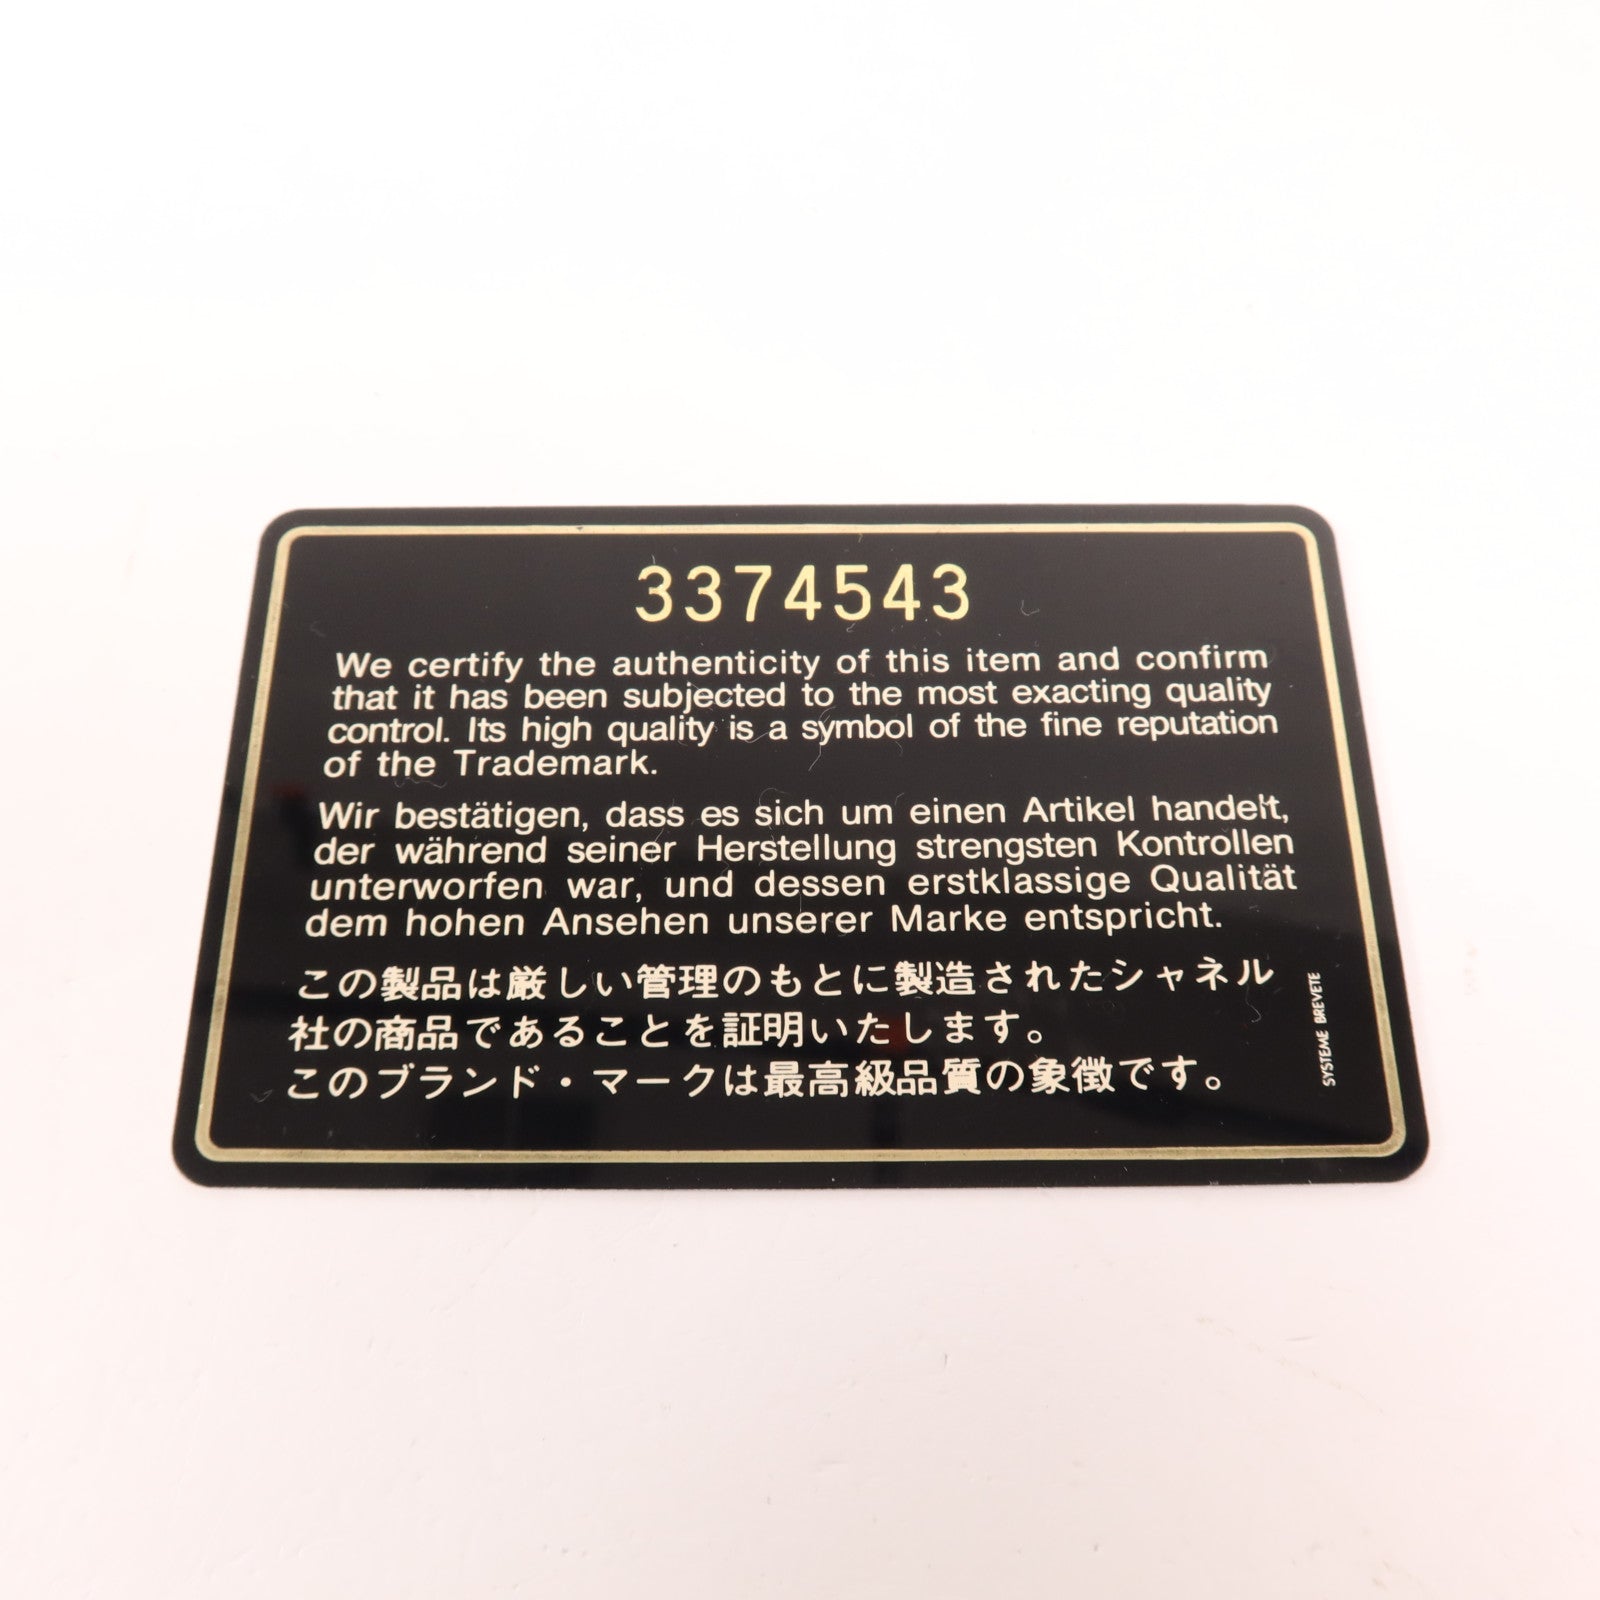 3374543
We certify the authenticity of this item and confirm
that it has been subjected to the most exacting quality
control. Its high quality is a symbol of the fine reputation
of the Trademark.
Wir bestätigen, dass es sich um einen Artikel handelt,
der während seiner Herstellung strengsten Kontrollen
unterworfen war, und dessen erstklassige Qualität
dem hohen Ansehen unserer Marke entspricht.
この製品は厳しい管理のもとに製造されたシャネル
社の商品であることを証明いたします。
このブランド・マークは最高級品質の象徴です。
SYSTEME BREVETE